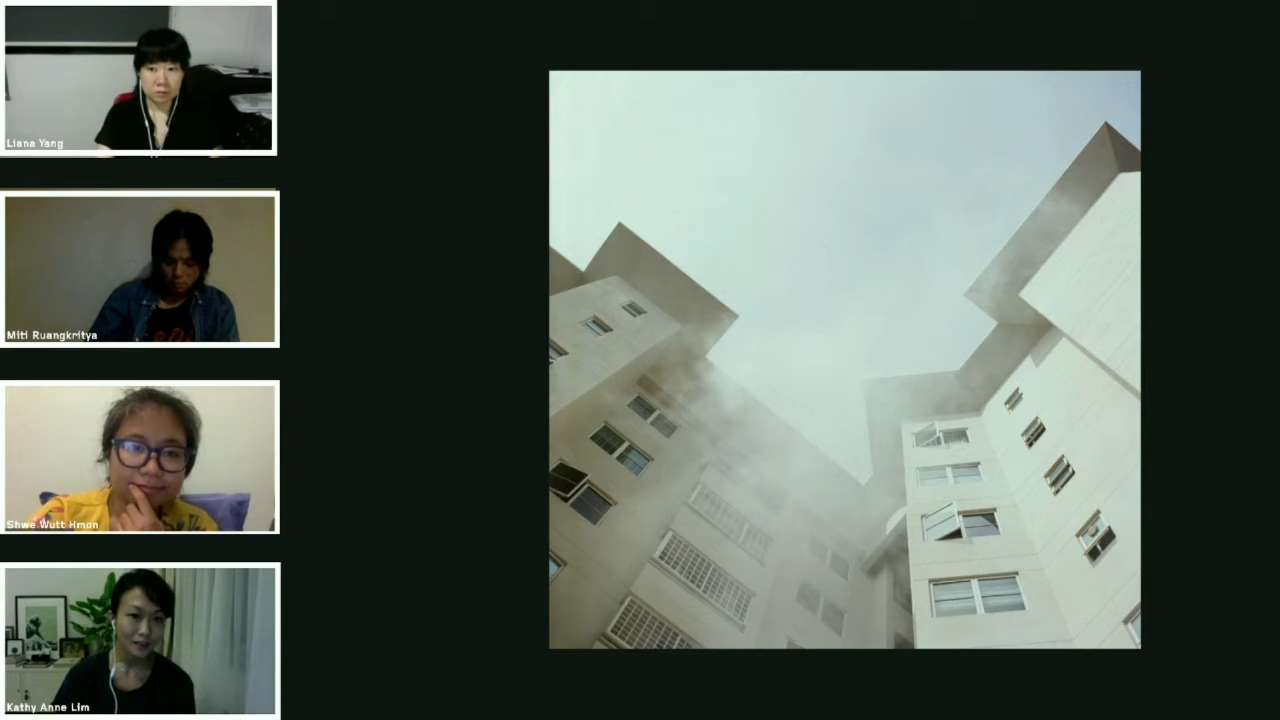 Liana Yang
Miti Ruangkritya
Shwe Wutt Hmon
Kathy Anne Lim